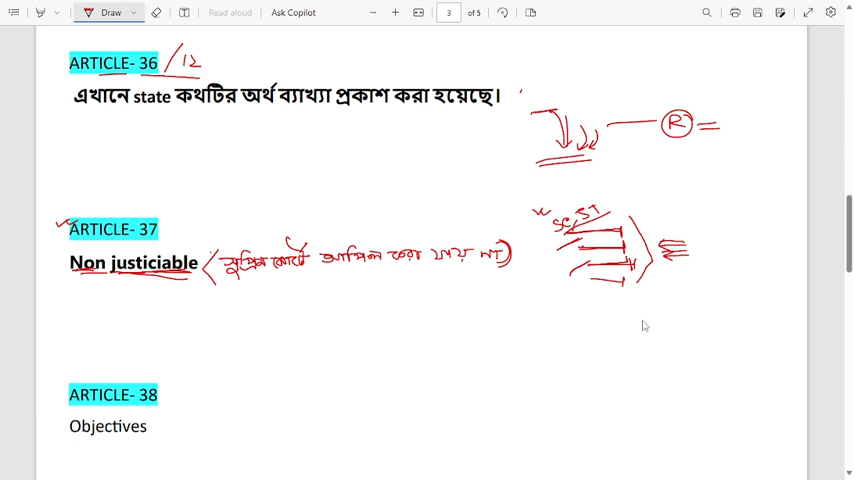 Draw
Read aloud
Ask Copilot
3 of 5
ARTICLE- 36 /12
এখানে state কথটির অর্থ ব্যাখ্যা প্রকাশ করা হয়েছে।
R
ARTICLE- 37
SC, ST
Non justiciable (সুপ্রিম কোর্টে আপিল করা যায় না)
ARTICLE- 38
Objectives